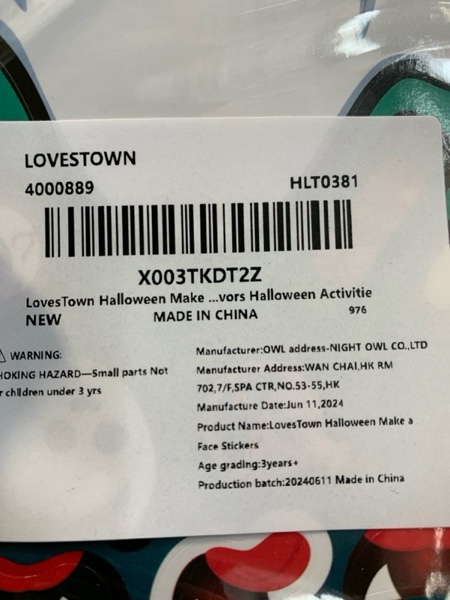 LOVESTOWN
4000889
HLT0381
X003TKDT2Z
LovesTown Halloween Make ...vors Halloween Activitie
NEW
MADE IN CHINA
976
WARNING:
HOKING HAZARD—Small parts Not
r children under 3 yrs
Manufacturer:OWL address-NIGHT OWL CO.,LTD
Manufacturer Address:WAN CHAI,HK RM
702,7/F,SPA CTR,NO.53-55,HK
Manufacture Date:Jun 11,2024
Product Name:LovesTown Halloween Make a
Face Stickers
Age grading:3years+
Production batch:20240611 Made in China